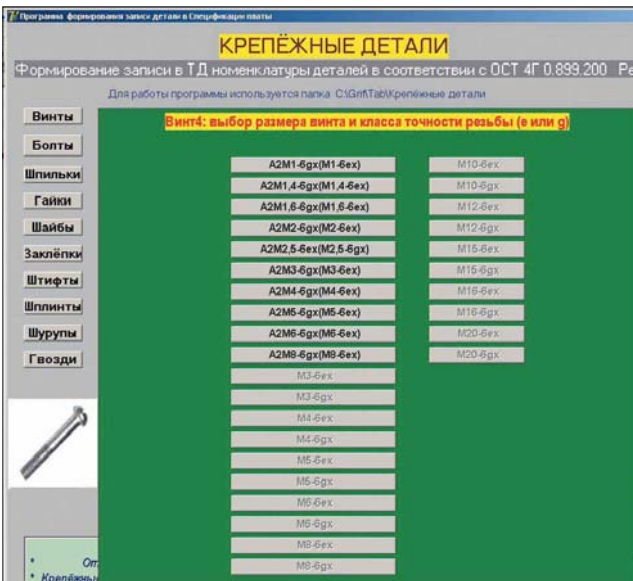 Программа формирования записи детали в Спецификации платы
КРЕПЁЖНЫЕ ДЕТАЛИ
Формирование записи в ТД номенклатуры деталей в соответствии с ОСТ 4Г 0.899.200 Ре
Для работы программы используется папка C:\Grif\Tab\Крепёжные детали
Винты
Болты
Шпильки
Гайки
Шайбы
Заклёпки
Штифты
Шплинты
Шурупы
Гвозди
Винт4: выбор размера винта и класса точности резьбы (e или g)
A2M1-6gx(M1-6ex)
A2M1,4-6gx(M1,4-6ex)
A2M1,6-6gx(M1,6-6ex)
A2M2-6gx(M2-6ex)
A2M2,5-6ex(M2,5-6gx)
A2M3-6gx(M3-6ex)
A2M4-6gx(M4-6ex)
A2M5-6gx(M5-6ex)
A2M6-6gx(M6-6ex)
A2M8-6gx(M8-6ex)
M3-6ex
M3-6gx
M4-6ex
M4-6gx
M5-6ex
M5-6gx
M6-6ex
M6-6gx
M8-6ex
M8-6gx
M10-6ex
M10-6gx
M12-6ex
M12-6gx
M15-6ex
M15-6gx
M16-6ex
M16-6gx
M20-6ex
M20-6gx
* От
* Крепёжны